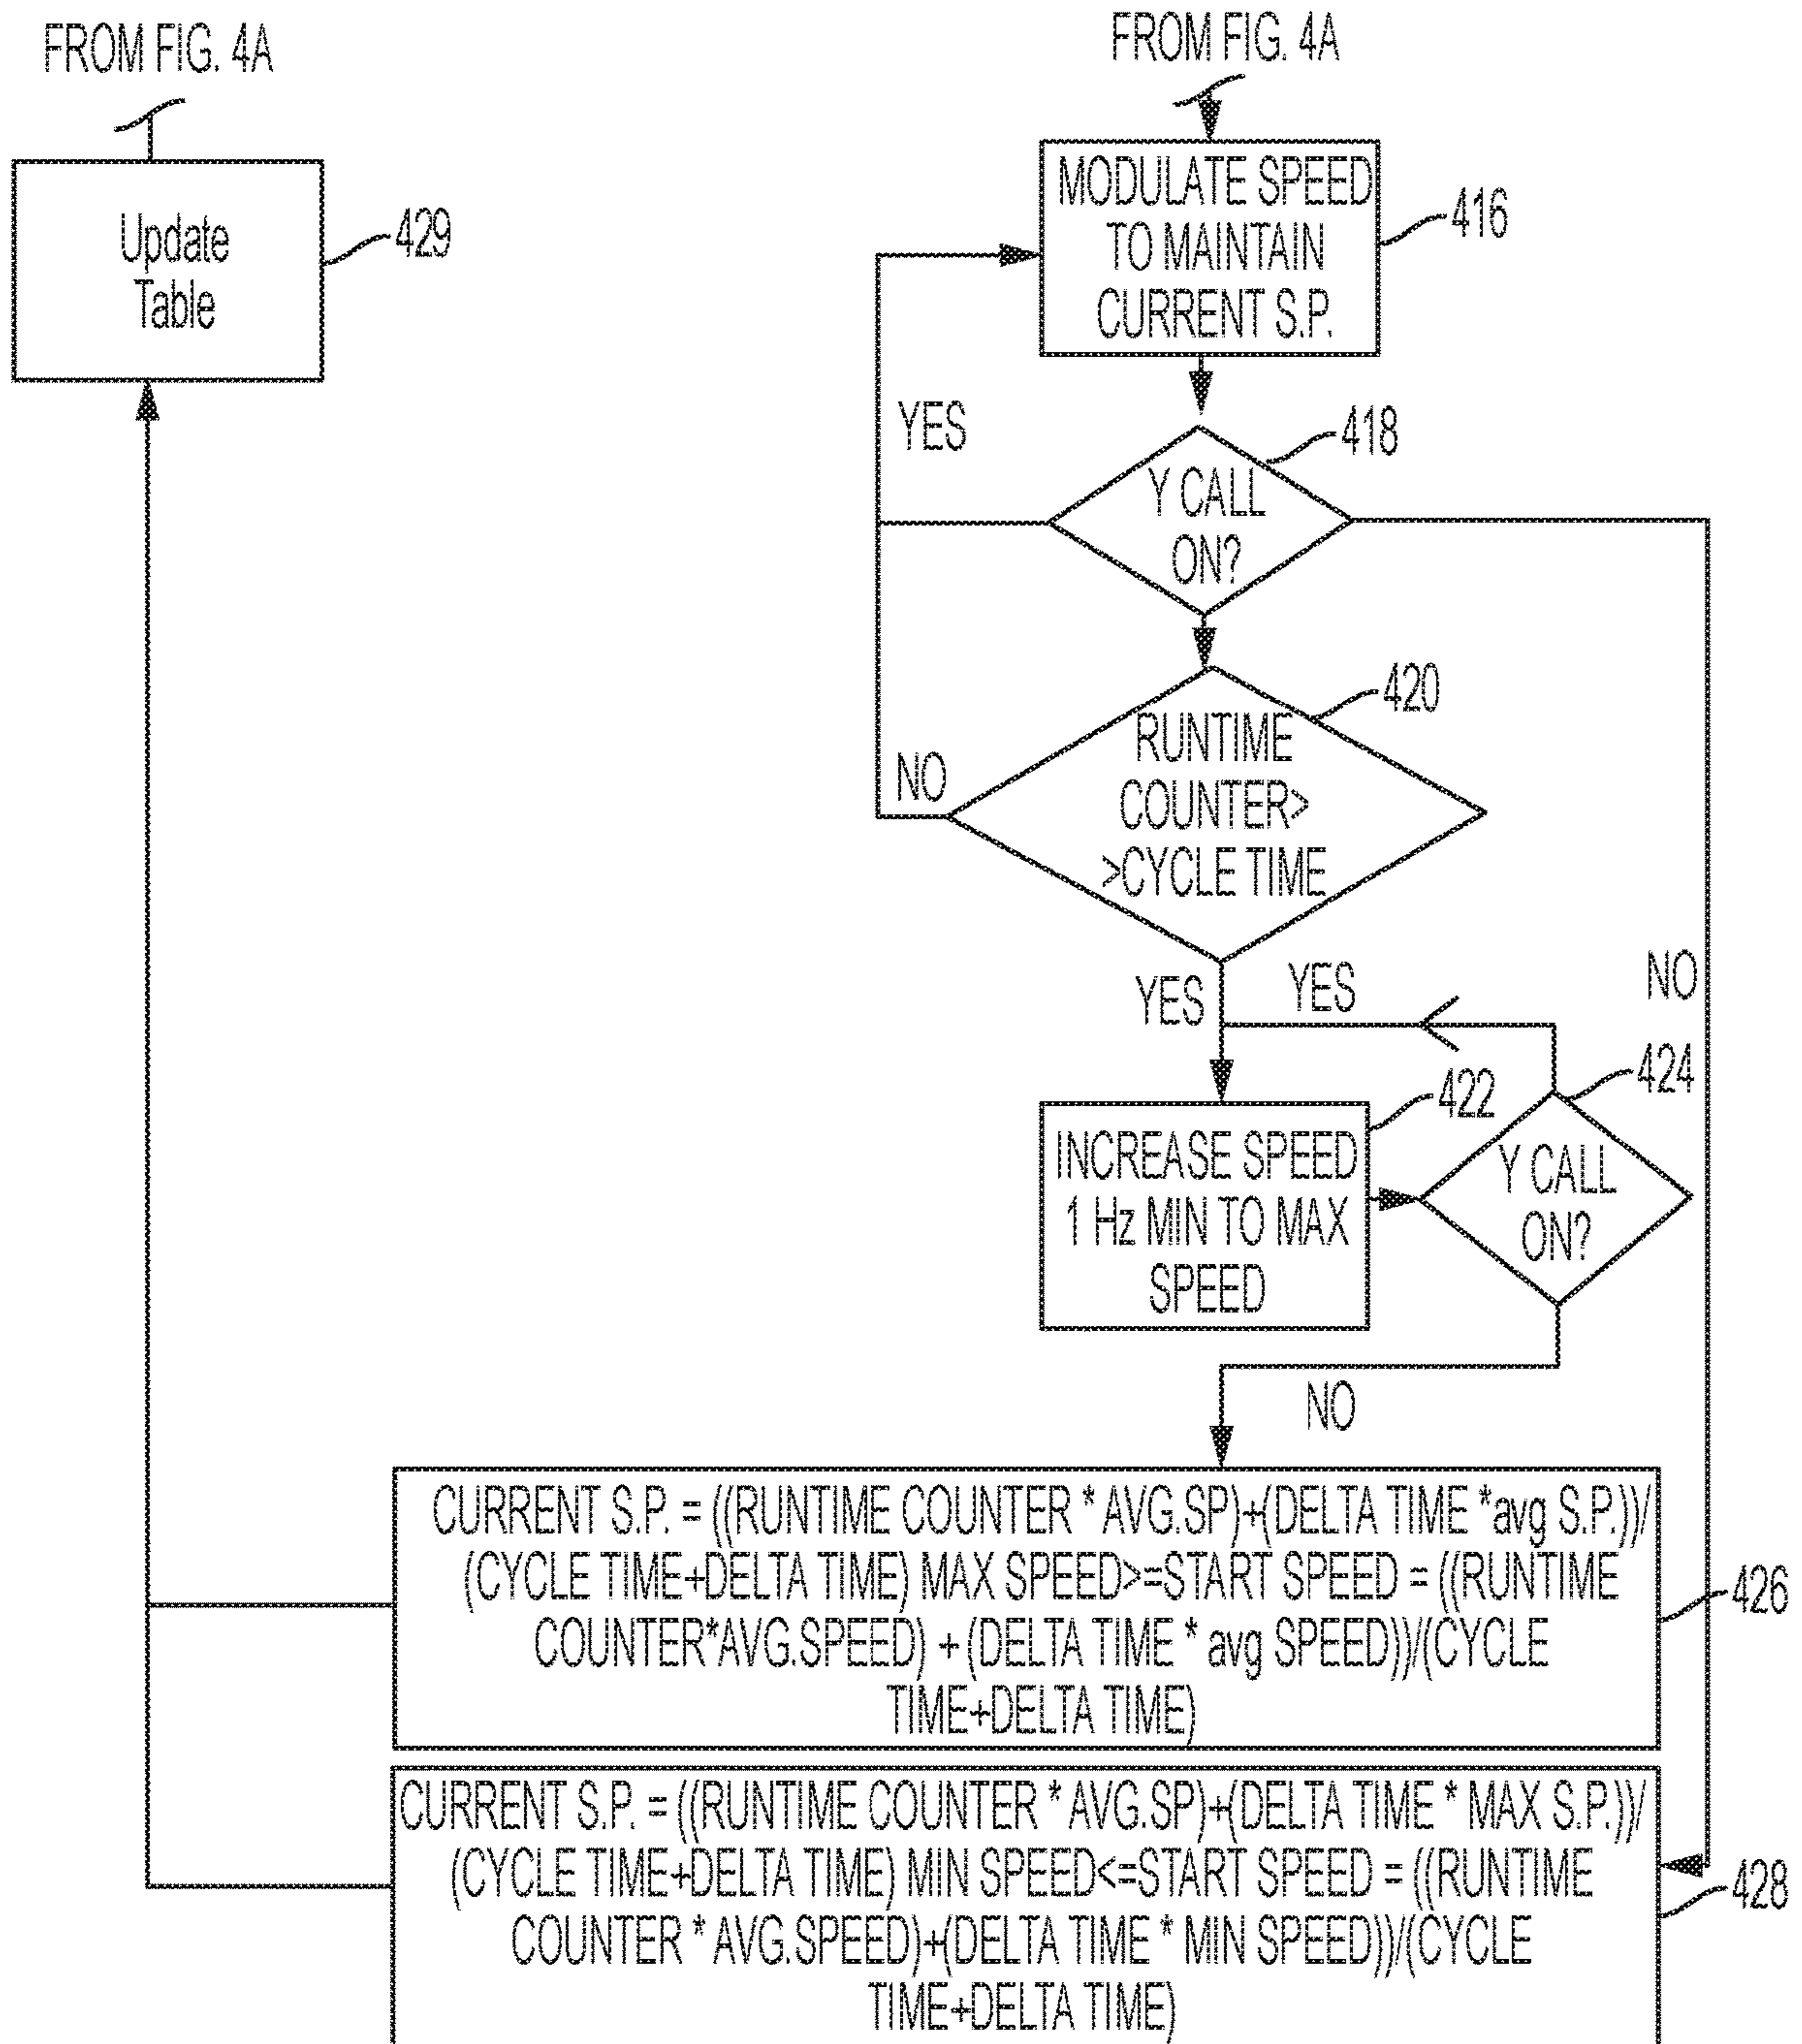 FROM FIG. 4A
Update
Table
429
FROM FIG. 4A
MODULATE SPEED
TO MAINTAIN
CURRENT S.P.
416
YES
418
Y CALL
ON?
420
RUNTIME
COUNTER>
>CYCLE TIME
NO
YES
YES
NO
424
422
INCREASE SPEED
1 Hz MIN TO MAX
SPEED
Y CALL
ON?
NO
CURRENT S.P. = ((RUNTIME COUNTER * AVG.SP)+(DELTA TIME *avg S.P.))/
(CYCLE TIME+DELTA TIME) MAX SPEED>=START SPEED = ((RUNTIME
COUNTER*AVG.SPEED) + (DELTA TIME * avg SPEED))/(CYCLE
TIME+DELTA TIME)
426
CURRENT S.P. = ((RUNTIME COUNTER * AVG.SP)+(DELTA TIME * MAX S.P.))/
(CYCLE TIME+DELTA TIME) MIN SPEED<=START SPEED = ((RUNTIME
COUNTER * AVG.SPEED)+(DELTA TIME * MIN SPEED))/(CYCLE
TIME+DELTA TIME)
428